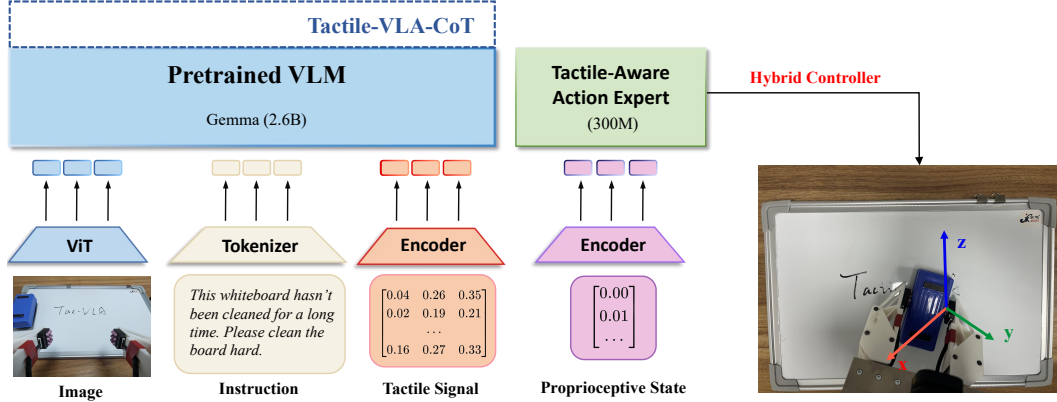 Tactile-VLA-CoT
Pretrained VLM
Gemma (2.6B)
Tactile-Aware
Action Expert
(300M)
Hybrid Controller
ViT
Tokenizer
Encoder
Encoder
This whiteboard hasn't
been cleaned for a long
time. Please clean the
board hard.
0.04 0.26 0.35
0.02 0.19 0.21
...
0.16 0.27 0.33
0.00
0.01
...
Tac-VLA
Image
Instruction
Tactile Signal
Proprioceptive State
z
y
x